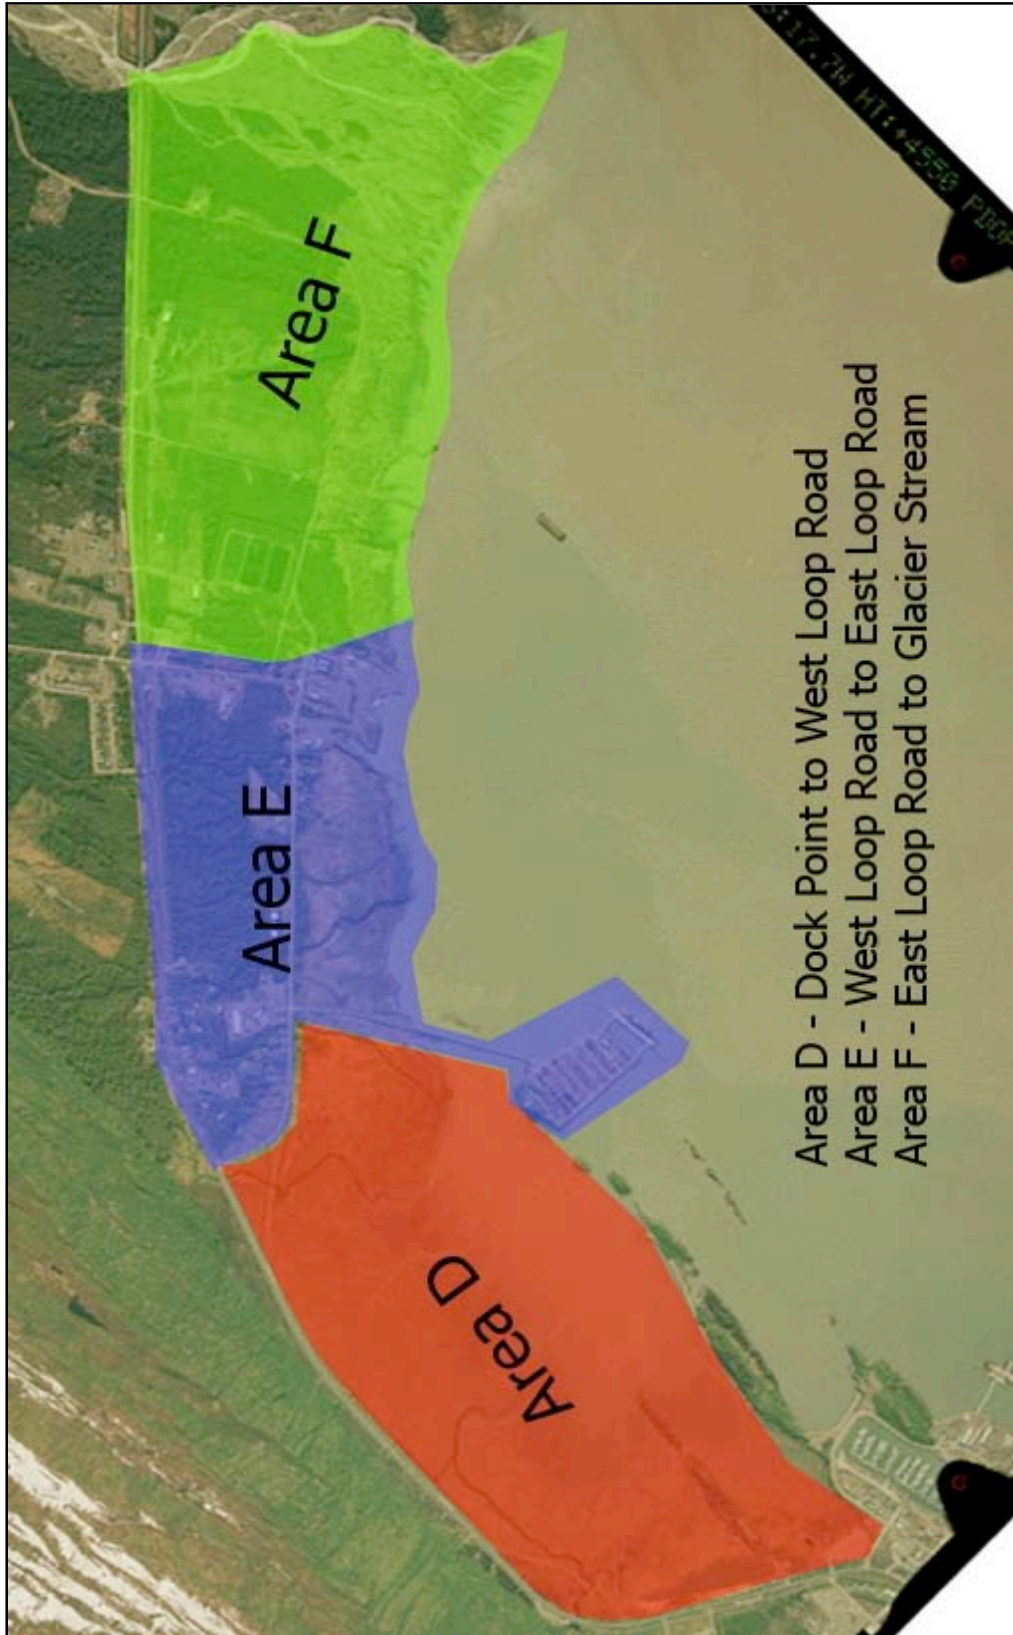 Area D
Area E
Area F
Area D - Dock Point to West Loop Road
Area E - West Loop Road to East Loop Road
Area F - East Loop Road to Glacier Stream